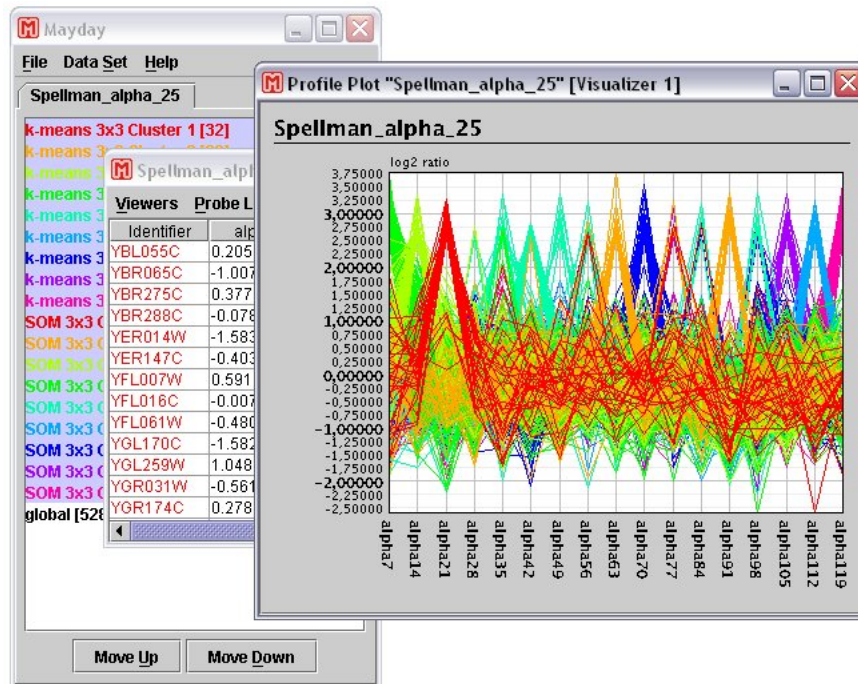 Mayday
File Data Set Help
Spellman_alpha_25
k-means 3x3 Cluster 1 [32]
k-means 3
k-means 3
k-means 3
k-means 3
k-means 3
k-means 3
k-means 3
k-means 3
SOM 3x3 C
SOM 3x3 C
SOM 3x3 C
SOM 3x3 C
SOM 3x3 C
SOM 3x3 C
SOM 3x3 C
SOM 3x3 C
SOM 3x3 C
global [528
Move Up Move Down
Spellman_alp
Viewers Probe L
Identifier alp
YBL055C 0.205
YBR065C -1.007
YBR275C 0.377
YBR288C -0.078
YER014W -1.583
YER147C -0.403
YFL007W 0.591
YFL016C -0.007
YFL061W -0.480
YGL170C -1.582
YGL259W 1.048
YGR031W -0.561
YGR174C 0.278
Profile Plot "Spellman_alpha_25" [Visualizer 1]
Spellman_alpha_25
log2 ratio
3,75000
3,50000
3,25000
3,00000
2,75000
2,50000
2,25000
2,00000
1,75000
1,50000
1,25000
1,00000
0,75000
0,50000
0,25000
0,00000
-0,25000
-0,50000
-0,75000
-1,00000
-1,25000
-1,50000
-1,75000
-2,00000
-2,25000
-2,50000
alpha7
alpha14
alpha21
alpha28
alpha35
alpha42
alpha49
alpha56
alpha63
alpha70
alpha77
alpha84
alpha91
alpha98
alpha105
alpha112
alpha119